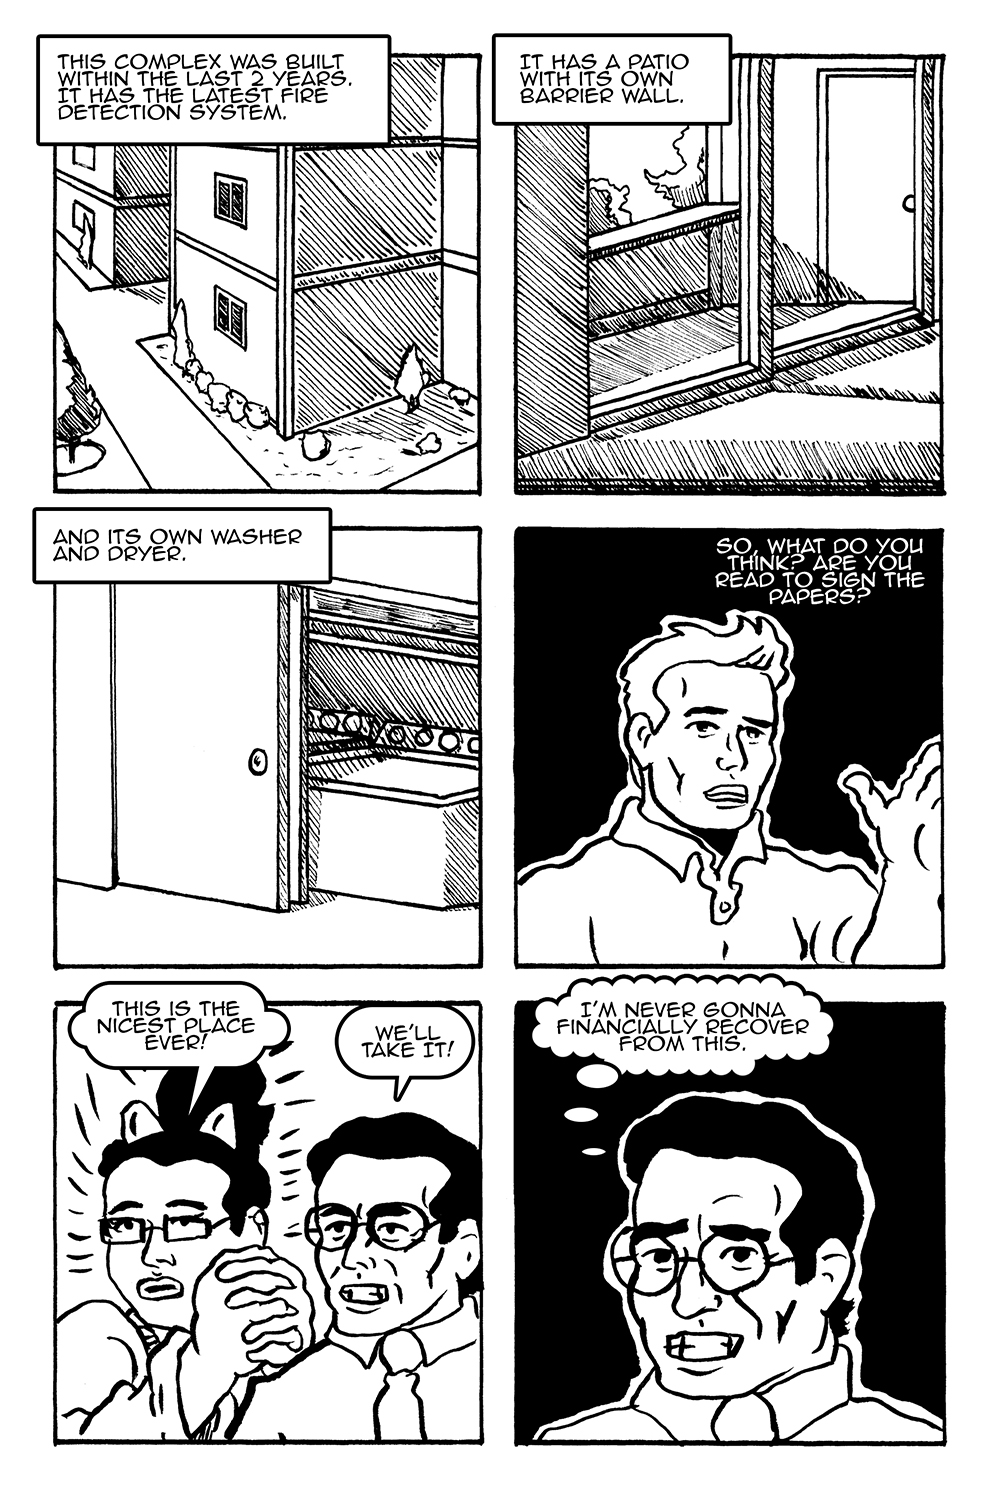 THIS COMPLEX WAS BUILT
WITHIN THE LAST 2 YEARS.
IT HAS THE LATEST FIRE
DETECTION SYSTEM.
IT HAS A PATIO
WITH ITS OWN
BARRIER WALL.
AND ITS OWN WASHER
AND DRYER.
SO, WHAT DO YOU
THINK? ARE YOU
READ TO SIGN THE
PAPERS?
THIS IS THE
NICEST PLACE
EVER!
WE'LL
TAKE IT!
I'M NEVER GONNA
FINANCIALLY RECOVER
FROM THIS.